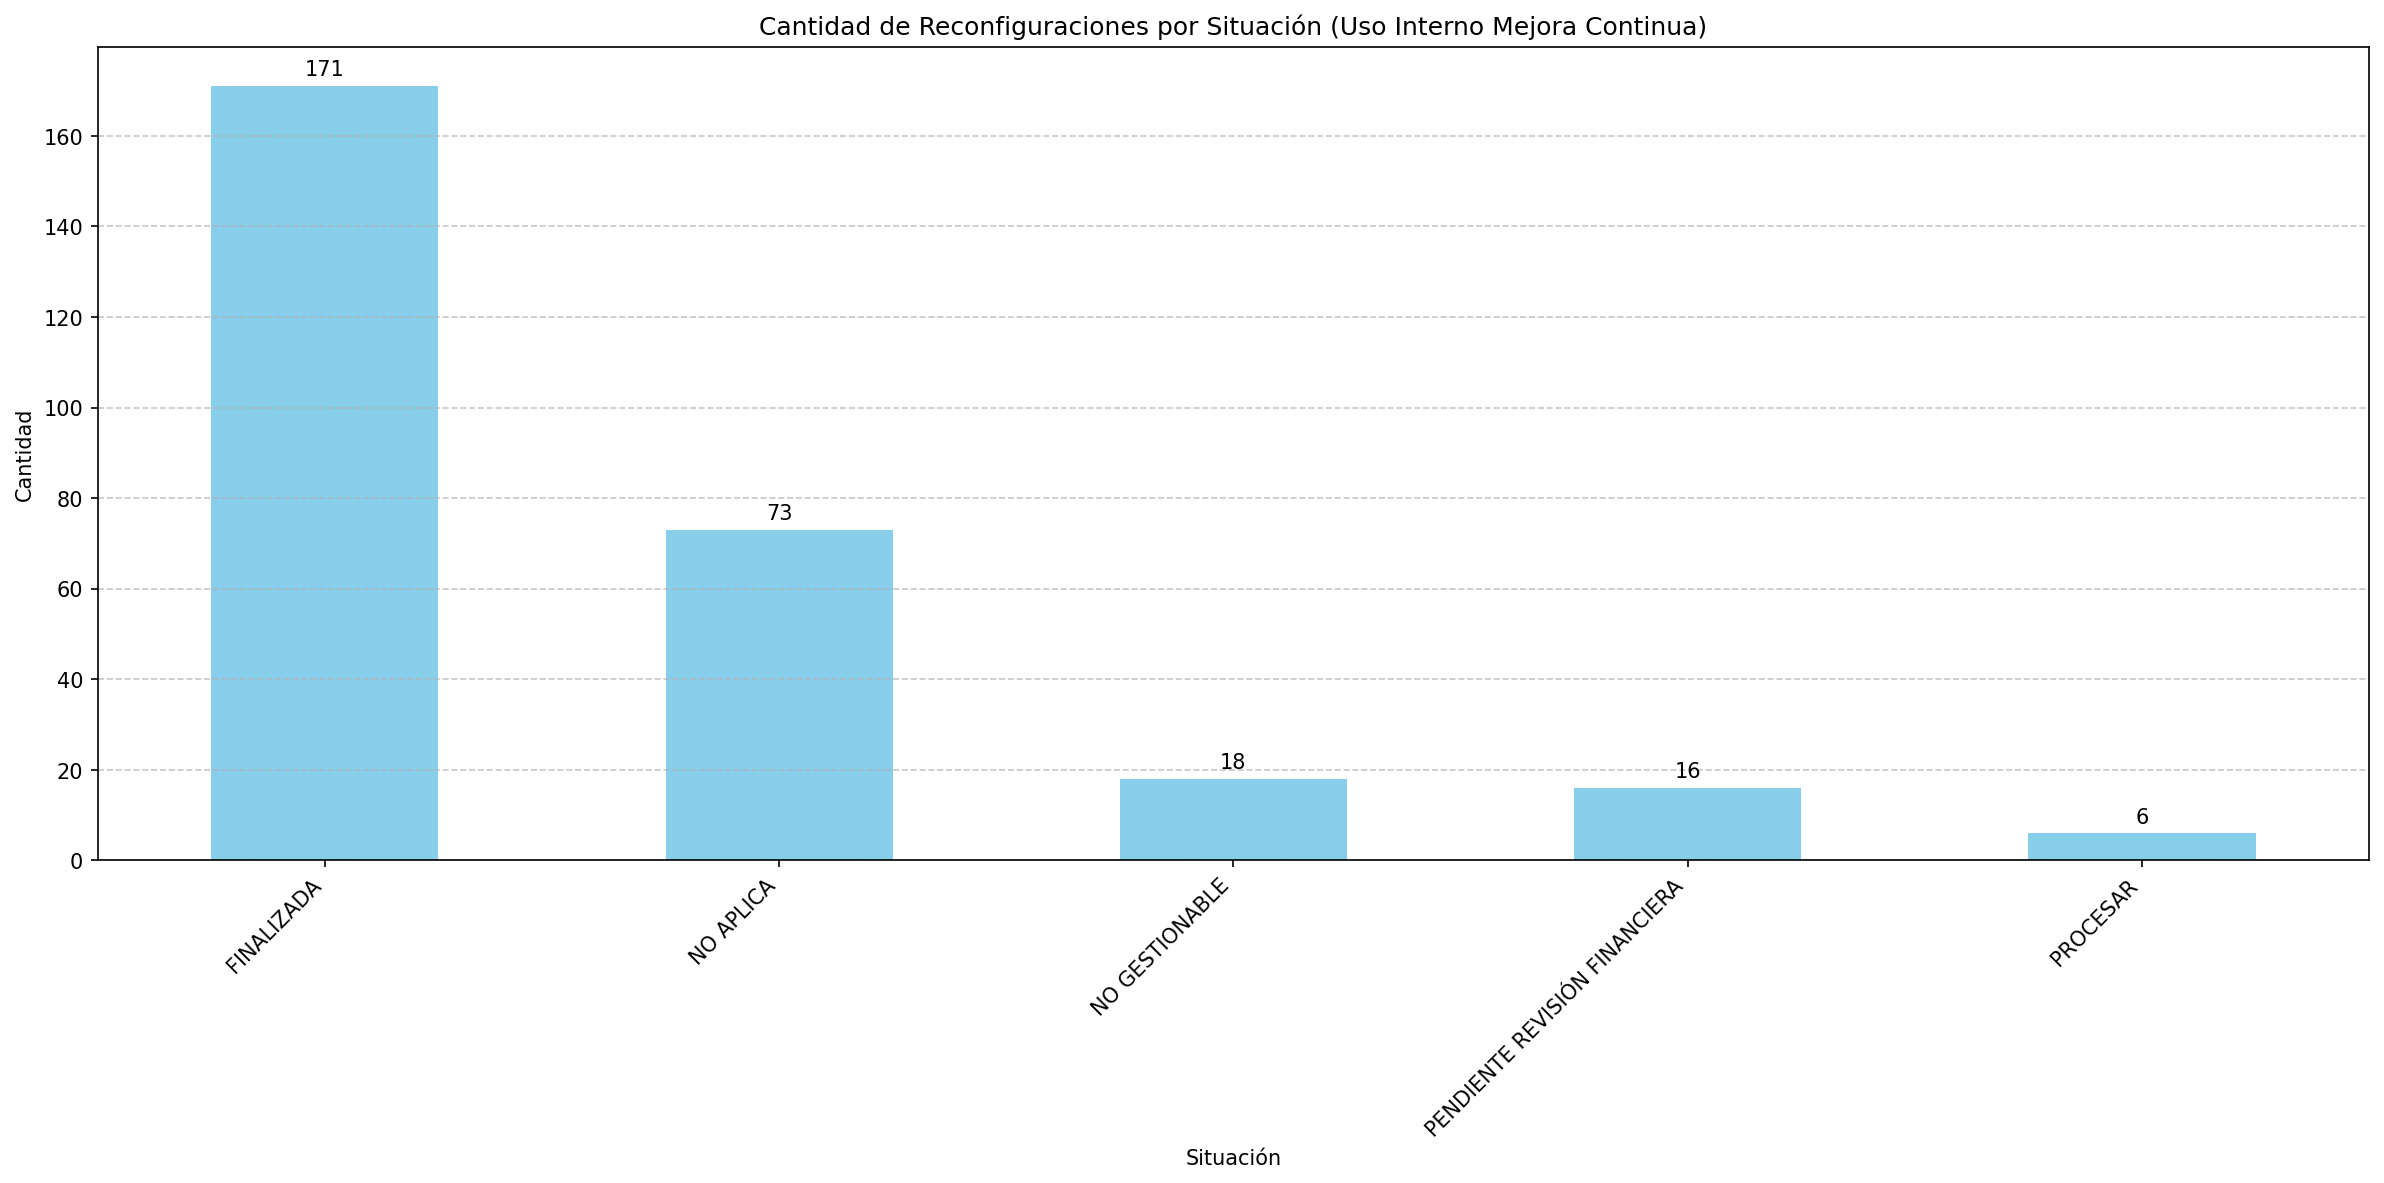 Cantidad de Reconfiguraciones por Situación (Uso Interno Mejora Continua)
171
160
140
120
100
80
73
60
40
20
18
16
6
0
Cantidad
FINALIZADA
NO APLICA
NO GESTIONABLE
PENDIENTE REVISIÓN FINANCIERA
PROCESAR
Situación